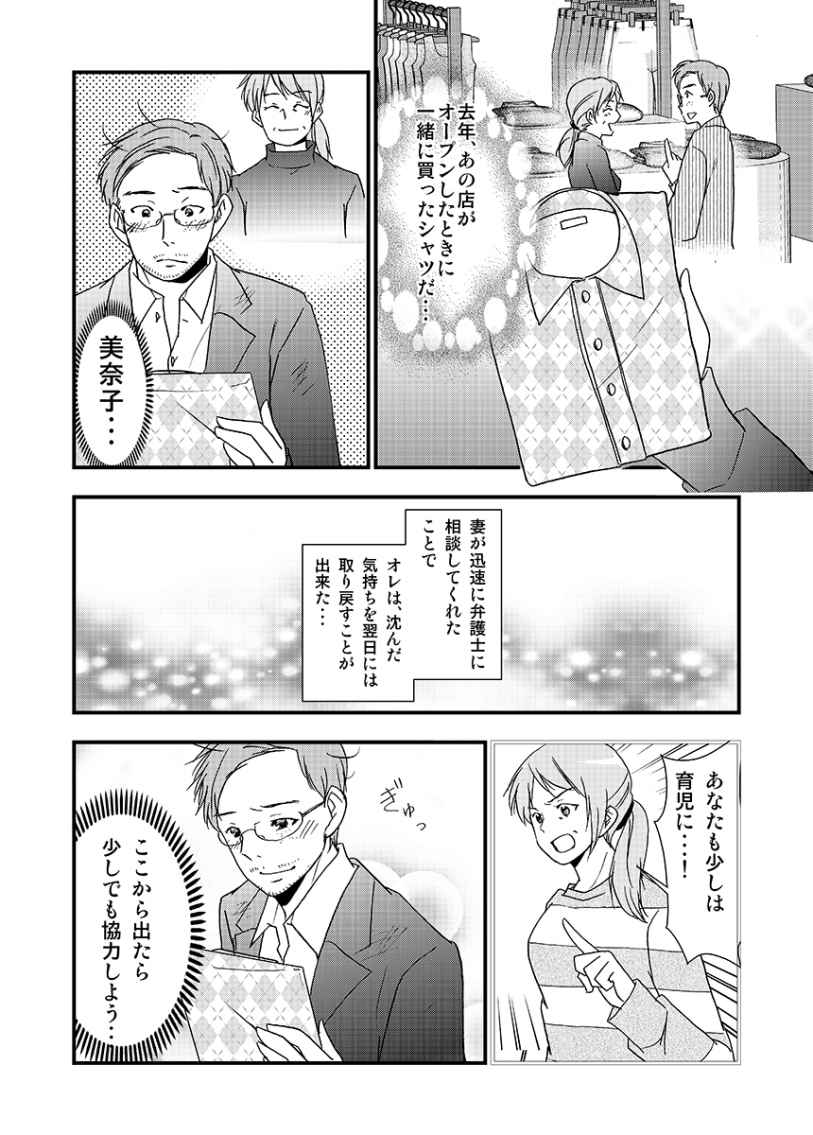 去年、あの店が
オープンしたときに
一緒に買ったシャツだ・・・
美奈子・・・
妻が迅速に弁護士に
相談してくれた
ことで
オレは、沈んだ
気持ちを翌日には
取り戻すことが
出来た・・・
あなたも少しは
育児に・・・！
ぎゅっ
ここから出たら
少しでも協力しよう・・